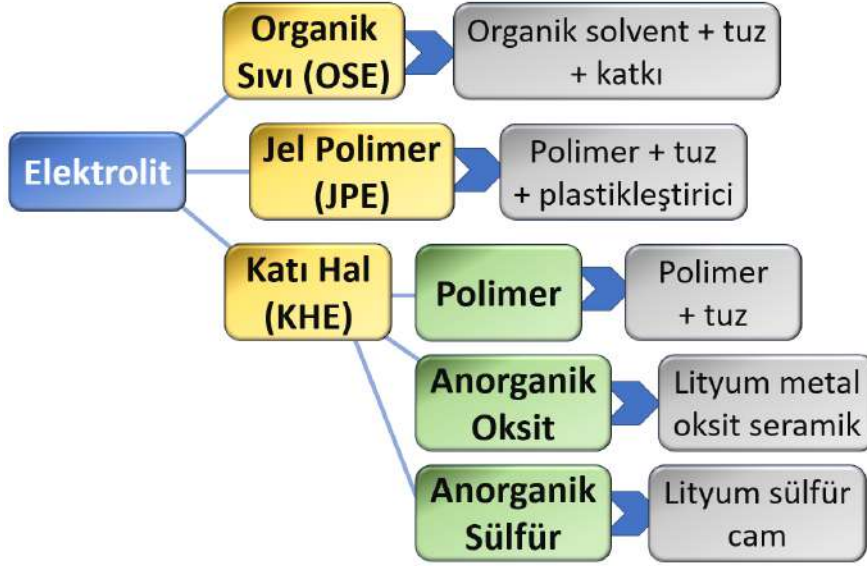 Elektrolit
Organik
Sıvı (OSE)
Organik solvent + tuz
+ katkı
Jel Polimer
(JPE)
Polimer + tuz
+ plastikleştirici
Katı Hal
(KHE)
Polimer
Polimer
+ tuz
Anorganik
Oksit
Lityum metal
oksit seramik
Anorganik
Sülfür
Lityum sülfür
cam